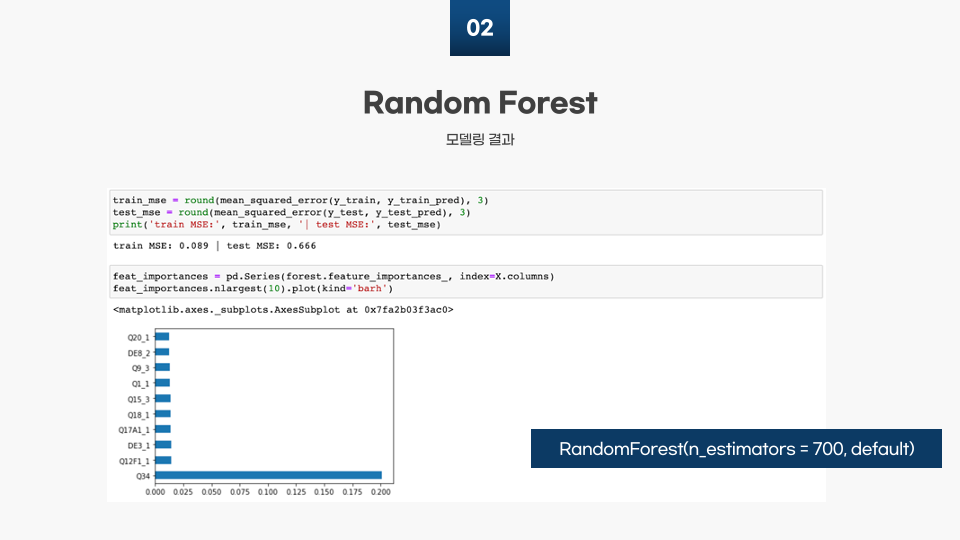 02
Random Forest
모델링 결과
train_mse = round(mean_squared_error(y_train, y_train_pred), 3)
test_mse = round(mean_squared_error(y_test, y_test_pred), 3)
print('train MSE:', train_mse, '| test MSE:', test_mse)
train MSE: 0.089 | test MSE: 0.666
feat_importances = pd.Series(forest.feature_importances_, index=X.columns)
feat_importances.nlargest(10).plot(kind='barh')
<matplotlib.axes._subplots.AxesSubplot at 0x7fa2b03f3ac0>
Q20_1
DE8_2
Q9_3
Q1_1
Q15_3
Q18_1
Q17A1_1
DE3_1
Q12F1_1
Q34
0.000 0.025 0.050 0.075 0.100 0.125 0.150 0.175 0.200
RandomForest(n_estimators = 700, default)